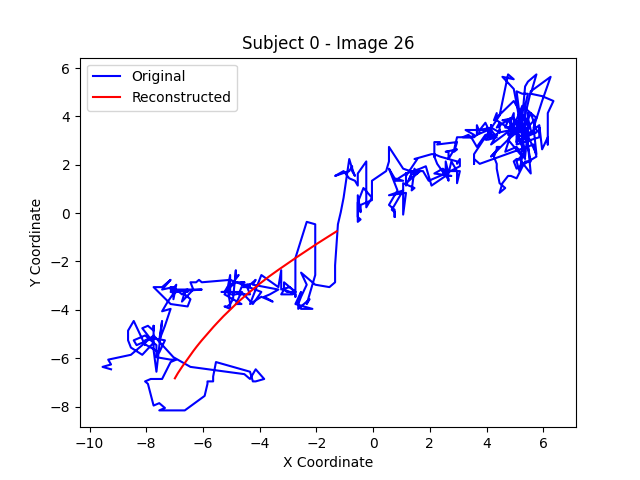 Subject 0 - Image 26
Original
Reconstructed
Y Coordinate
6
4
2
0
−2
−4
−6
−8
−10 −8 −6 −4 −2 0 2 4 6
X Coordinate